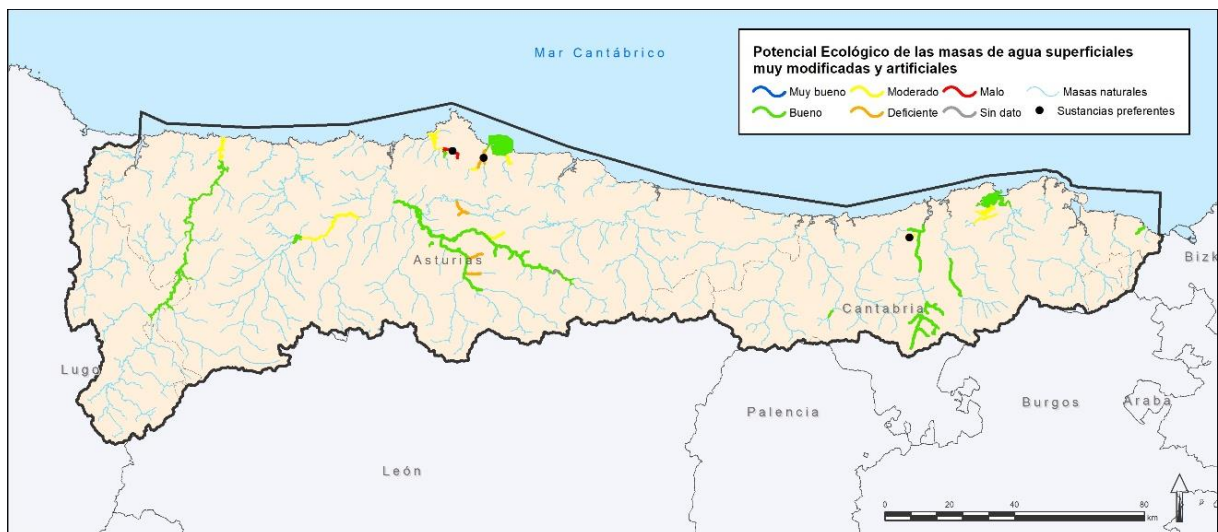 Mar Cantábrico
Potencial Ecológico de las masas de agua superficiales
muy modificadas y artificiales
Muy bueno Moderado Malo Masas naturales
Bueno Deficiente Sin dato Sustancias preferentes
Asturias
Bizk
Cantabria
Lugo
Palencia
Burgos
Araba
León
0 20 40 80
km